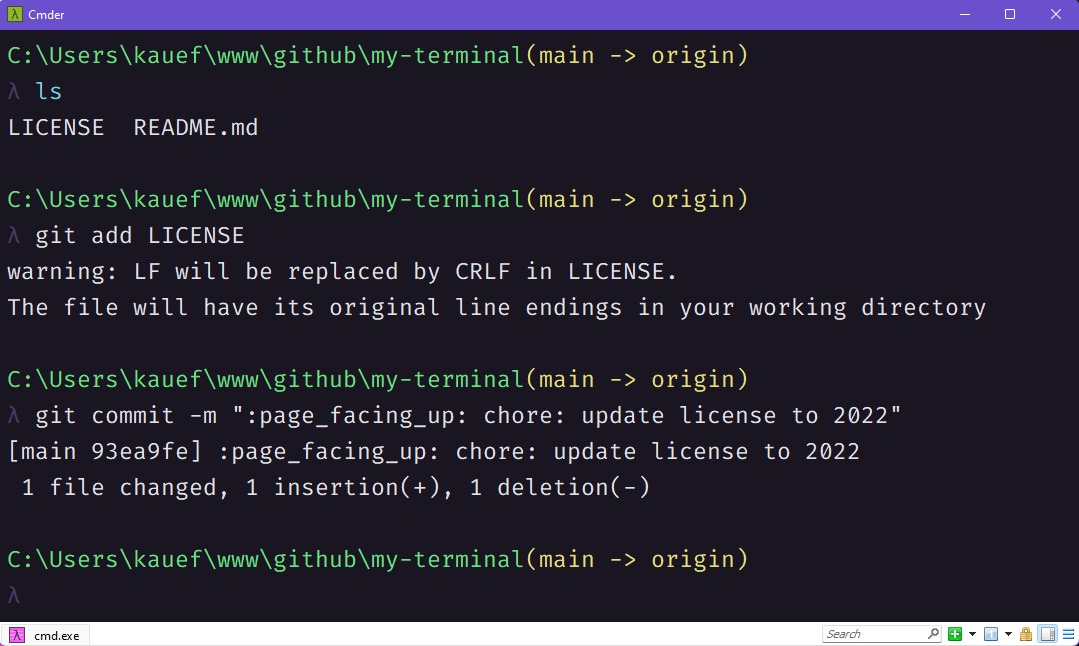 Cmder
C:\Users\kauef\www\github\my-terminal(main -> origin)
λ ls
LICENSE  README.md
C:\Users\kauef\www\github\my-terminal(main -> origin)
λ git add LICENSE
warning: LF will be replaced by CRLF in LICENSE.
The file will have its original line endings in your working directory
C:\Users\kauef\www\github\my-terminal(main -> origin)
λ git commit -m ":page_facing_up: chore: update license to 2022"
[main 93ea9fe] :page_facing_up: chore: update license to 2022
 1 file changed, 1 insertion(+), 1 deletion(-)
C:\Users\kauef\www\github\my-terminal(main -> origin)
λ
cmd.exe
Search